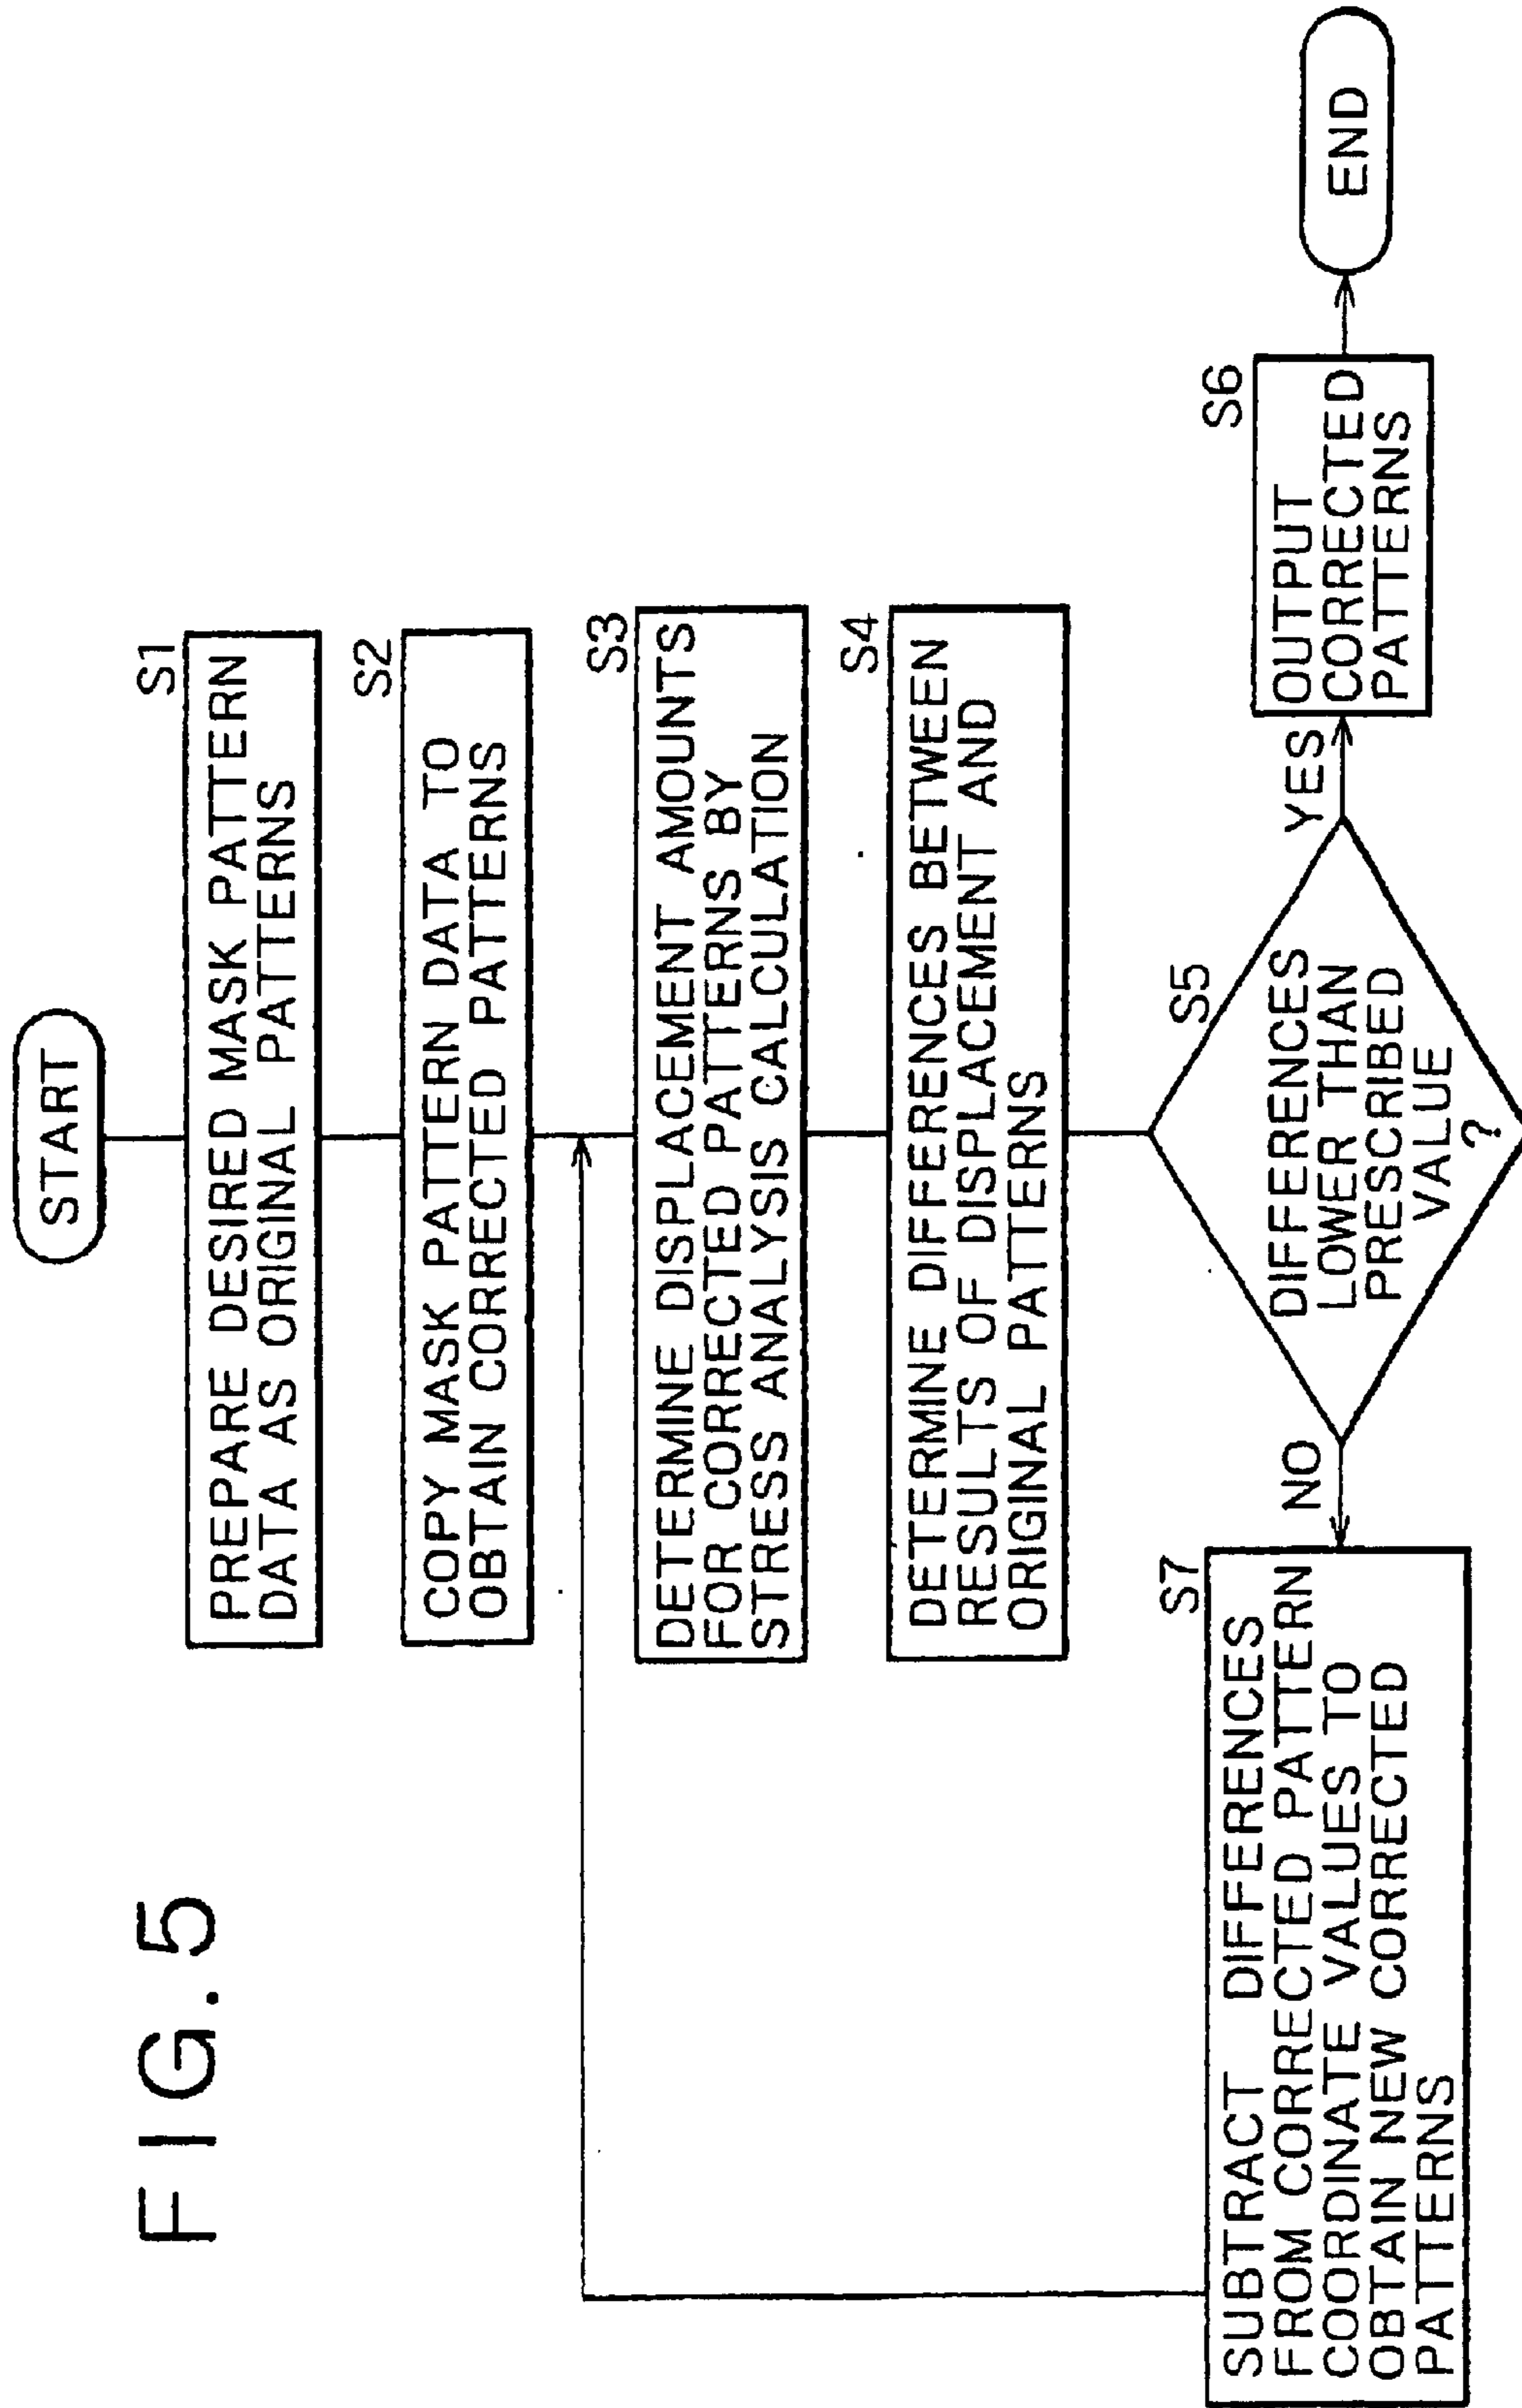 FIG.5
START
S1
PREPARE DESIRED MASK PATTERN
DATA AS ORIGINAL PATTERNS
S2
COPY MASK PATTERN DATA TO
OBTAIN CORRECTED PATTERNS
S3
DETERMINE DISPLACEMENT AMOUNTS
FOR CORRECTED PATTERNS BY
STRESS ANALYSIS CALCULATION
S4
DETERMINE DIFFERENCES BETWEEN
RESULTS OF DISPLACEMENT AND
ORIGINAL PATTERNS
S5
DIFFERENCES
LOWER THAN
PRESCRIBED
VALUE
?
YES
S6
OUTPUT
CORRECTED
PATTERNS
END
NO
S7
SUBTRACT DIFFERENCES
FROM CORRECTED PATTERN
COORDINATE VALUES TO
OBTAIN NEW CORRECTED
PATTERNS